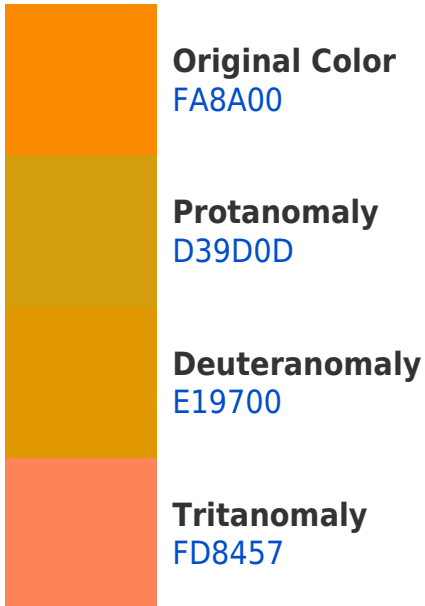 Original Color
FA8A00
Protanomaly
D39D0D
Deuteranomaly
E19700
Tritanomaly
FD8457